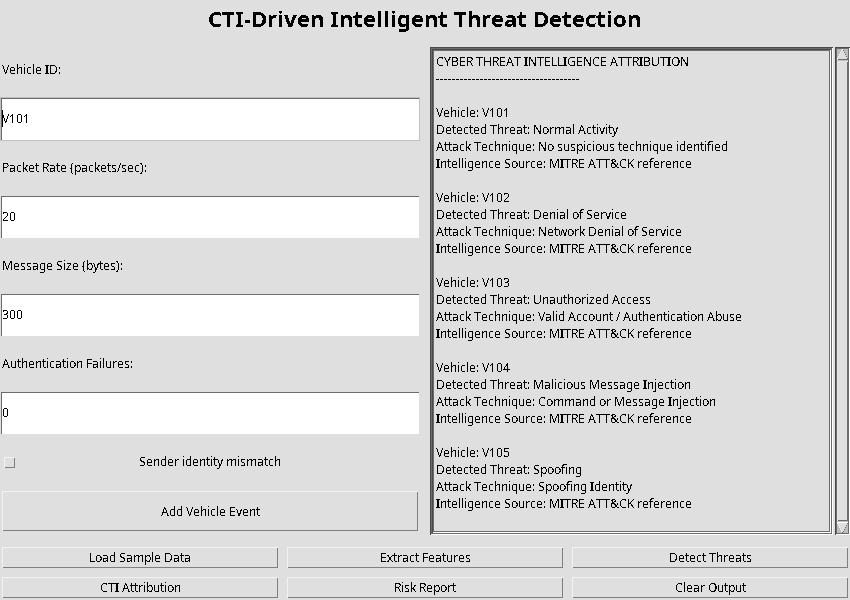 CTI-Driven Intelligent Threat Detection
Vehicle ID:
V101
Packet Rate (packets/sec):
20
Message Size (bytes):
300
Authentication Failures:
0
Sender identity mismatch
Add Vehicle Event
CYBER THREAT INTELLIGENCE ATTRIBUTION
------------------------------------
Vehicle: V101
Detected Threat: Normal Activity
Attack Technique: No suspicious technique identified
Intelligence Source: MITRE ATT&CK reference
Vehicle: V102
Detected Threat: Denial of Service
Attack Technique: Network Denial of Service
Intelligence Source: MITRE ATT&CK reference
Vehicle: V103
Detected Threat: Unauthorized Access
Attack Technique: Valid Account / Authentication Abuse
Intelligence Source: MITRE ATT&CK reference
Vehicle: V104
Detected Threat: Malicious Message Injection
Attack Technique: Command or Message Injection
Intelligence Source: MITRE ATT&CK reference
Vehicle: V105
Detected Threat: Spoofing
Attack Technique: Spoofing Identity
Intelligence Source: MITRE ATT&CK reference
Load Sample Data
Extract Features
Detect Threats
CTI Attribution
Risk Report
Clear Output